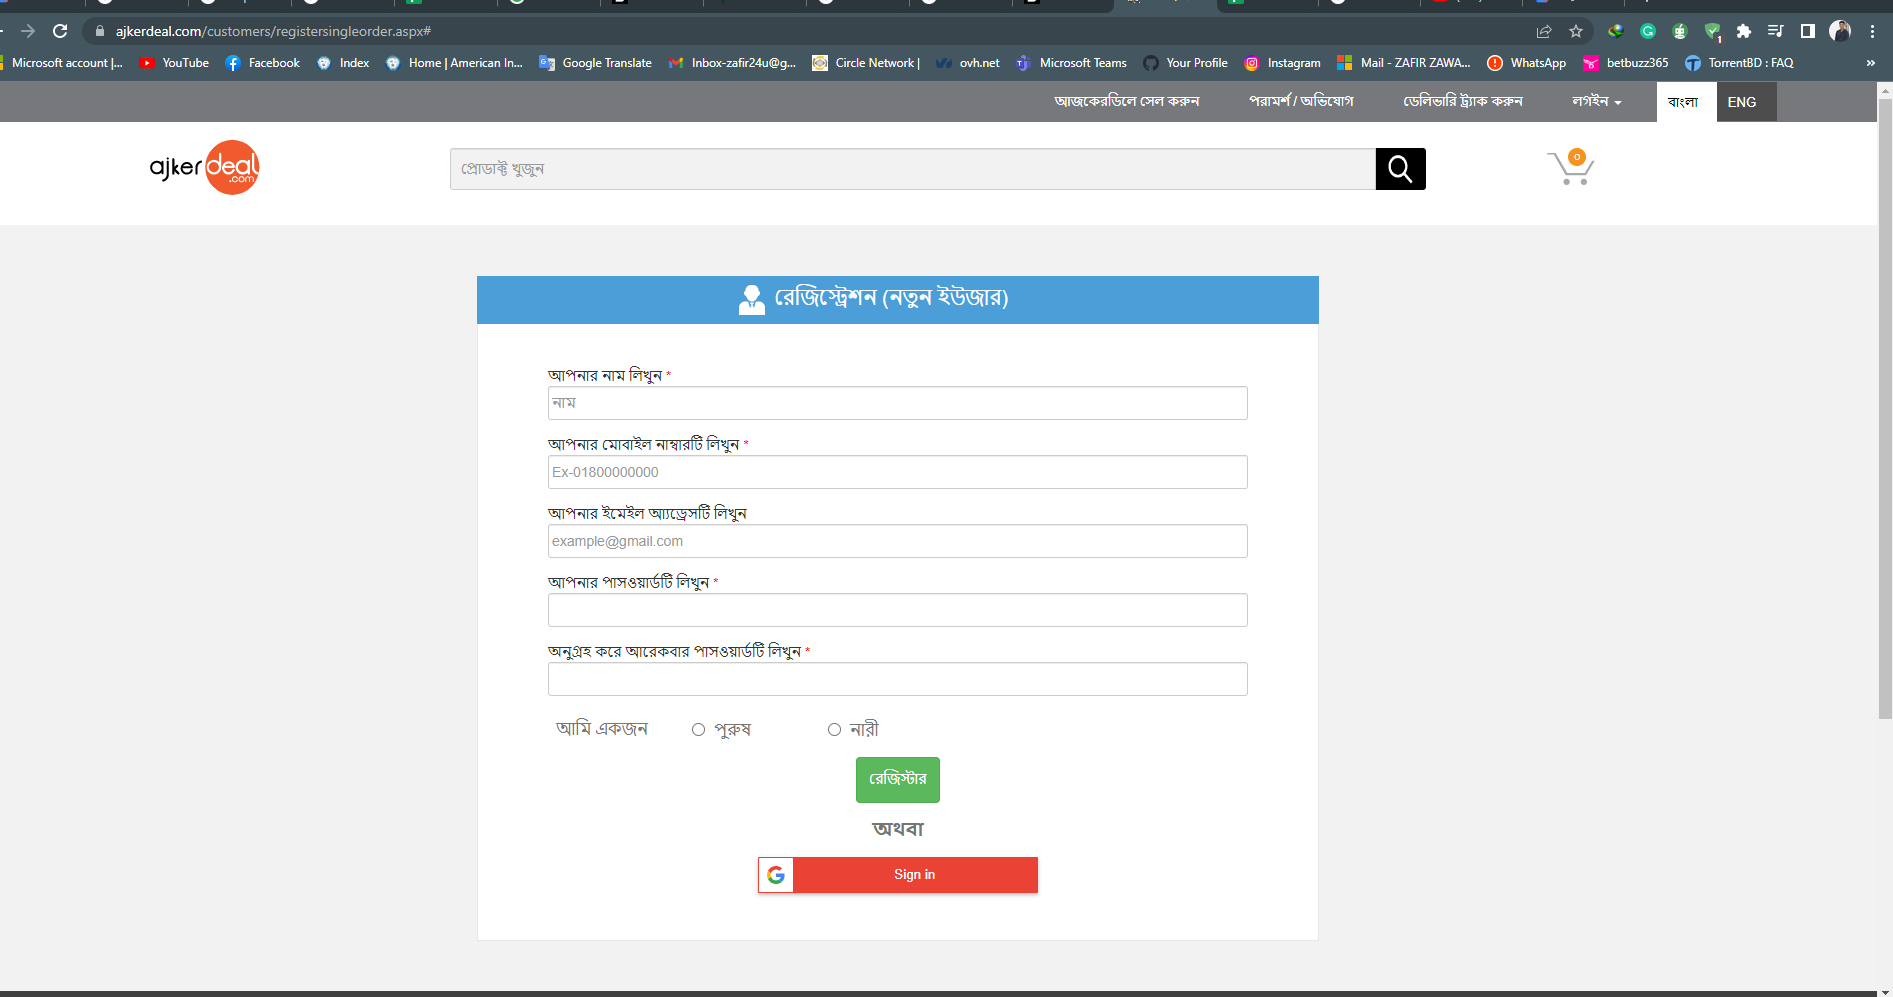 ajkerdeal.com/customers/registersingleorder.aspx#
Microsoft account |... YouTube Facebook Index Home | American In... Google Translate Inbox-zafir24u@g... Circle Network | ovh.net Microsoft Teams Your Profile Instagram Mail - ZAFIR ZAWA... WhatsApp betbuzz365 TorrentBD : FAQ »
আজকেরডিলে সেল করুন পরামর্শ / অভিযোগ ডেলিভারি ট্র্যাক করুন লগইন বাংলা ENG
ajkerdeal.com প্রোডাক্ট খুজুন 0
রেজিস্ট্রেশন (নতুন ইউজার)
আপনার নাম লিখুন *
নাম
আপনার মোবাইল নাম্বারটি লিখুন *
Ex-01800000000
আপনার ইমেইল অ্যাড্রেসটি লিখুন
example@gmail.com
আপনার পাসওয়ার্ডটি লিখুন *
অনুগ্রহ করে আরেকবার পাসওয়ার্ডটি লিখুন *
আমি একজন পুরুষ নারী
রেজিস্টার
অথবা
Sign in